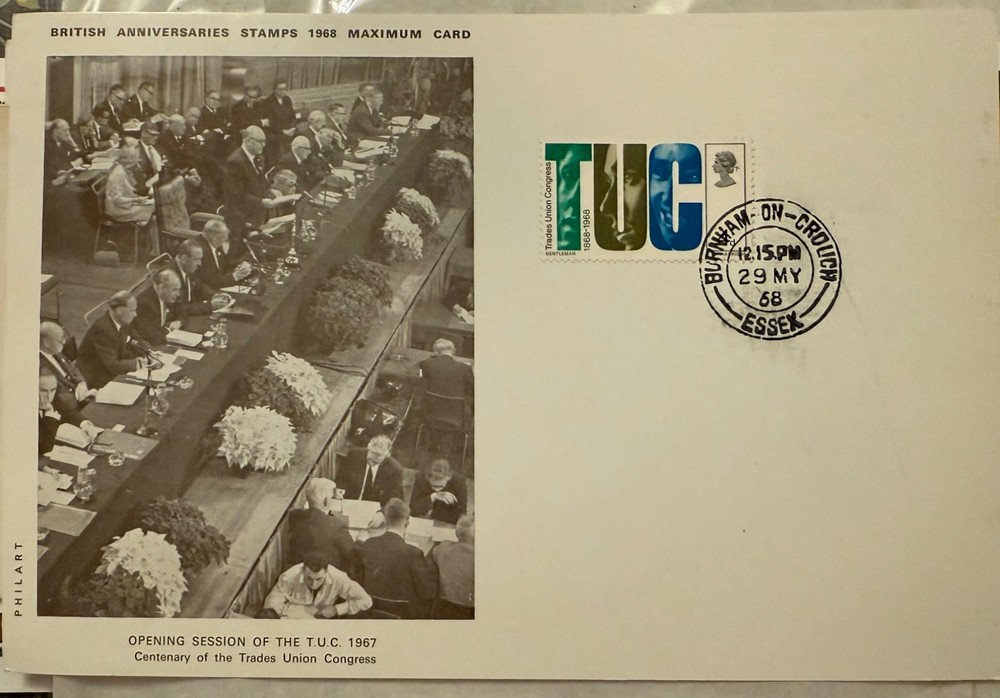 BRITISH ANNIVERSARIES STAMPS 1968 MAXIMUM CARD
Trades Union Congress
TUC
1868-1968
GENTLEMAN
BURNHAM-ON-CROUCH
12.15.PM
29 MY
68
ESSEX
PHILART
OPENING SESSION OF THE T.U.C. 1967
Centenary of the Trades Union Congress